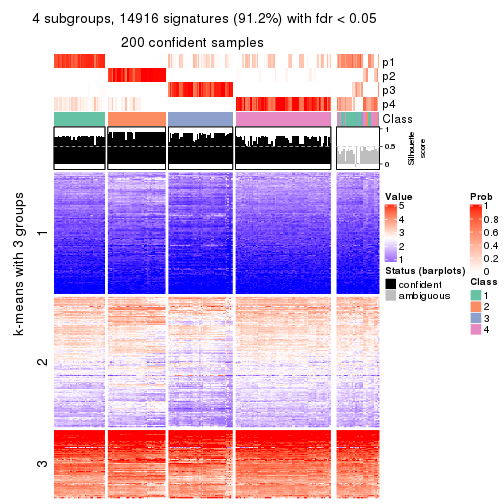 4 subgroups, 14916 signatures (91.2%) with fdr < 0.05
200 confident samples
p1
p2
p3
p4
Class
1
0.5
0
Silhouette
score
k-means with 3 groups
1
2
3
Value
5
4
3
2
1
Status (barplots)
confident
ambiguous
Prob
1
0.8
0.6
0.4
0.2
0
Class
1
2
3
4